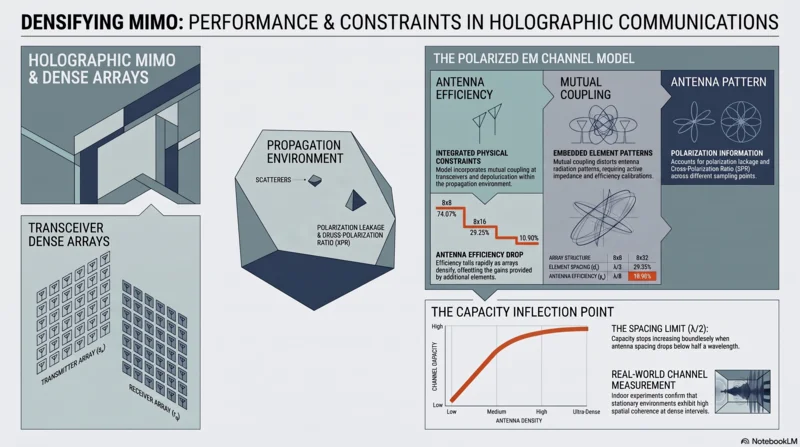 DENSIFYING MIMO: PERFORMANCE & CONSTRAINTS IN HOLOGRAPHIC COMMUNICATIONS
HOLOGRAPHIC MIMO
& DENSE ARRAYS
TRANSCEIVER
DENSE ARRAYS
TRANSMITTER ARRAY
RECEIVER ARRAY
PROPAGATION
ENVIRONMENT
SCATTERERS
POLARIZATION LEAKAGE
& DRUSS-POLARIZATION
RATIO (XPR)
THE POLARIZED EM CHANNEL MODEL
ANTENNA
EFFICIENCY
INTEGRATED PHYSICAL
CONSTRAINTS
Model incorporates mutual coupling at
transceivers and depoluriation within the
propagation environment.
8x8
74.07%
8x16
29.25%
10.90%
ANTENNA EFFICIENCY DROP
Efficiency talls rapidly as arrays
densify, offettling the gains provided
by additional elements.
MUTUAL
COUPLING
EMBEDDED ELEMENT PATTERNS
Mutual coupling distorts entenna
radiation patterns, requiring active
impedance and efficiency calibrations.
ARRAY STRUCTURE 8x6 8x32
ELEMENT SPACING λ/3 29.35%
ANTENNA EFFICIENCY λ/8 10.90%
ANTENNA PATTERN
POLARIZATION INFORMATION
Accounts for polarization lackage and
Cross-Polarization Ratio (SPR)
across different sampling points.
THE CAPACITY INFLECTION POINT
High
CHANNEL CAPACITY
Low
Low Medium High Ultra-Dense
ANTENNA DENSITY
THE SPACING LIMIT (λ/2):
Capacity stops increasing boundlesely when
antenna spacing drops below half a wavelength.
REAL-WORLD CHANNEL
MEASUREMENT
Indoor experiments confirm that
stationary environments exhibit high
spatial coherence at dense intervels.
NotebookLM